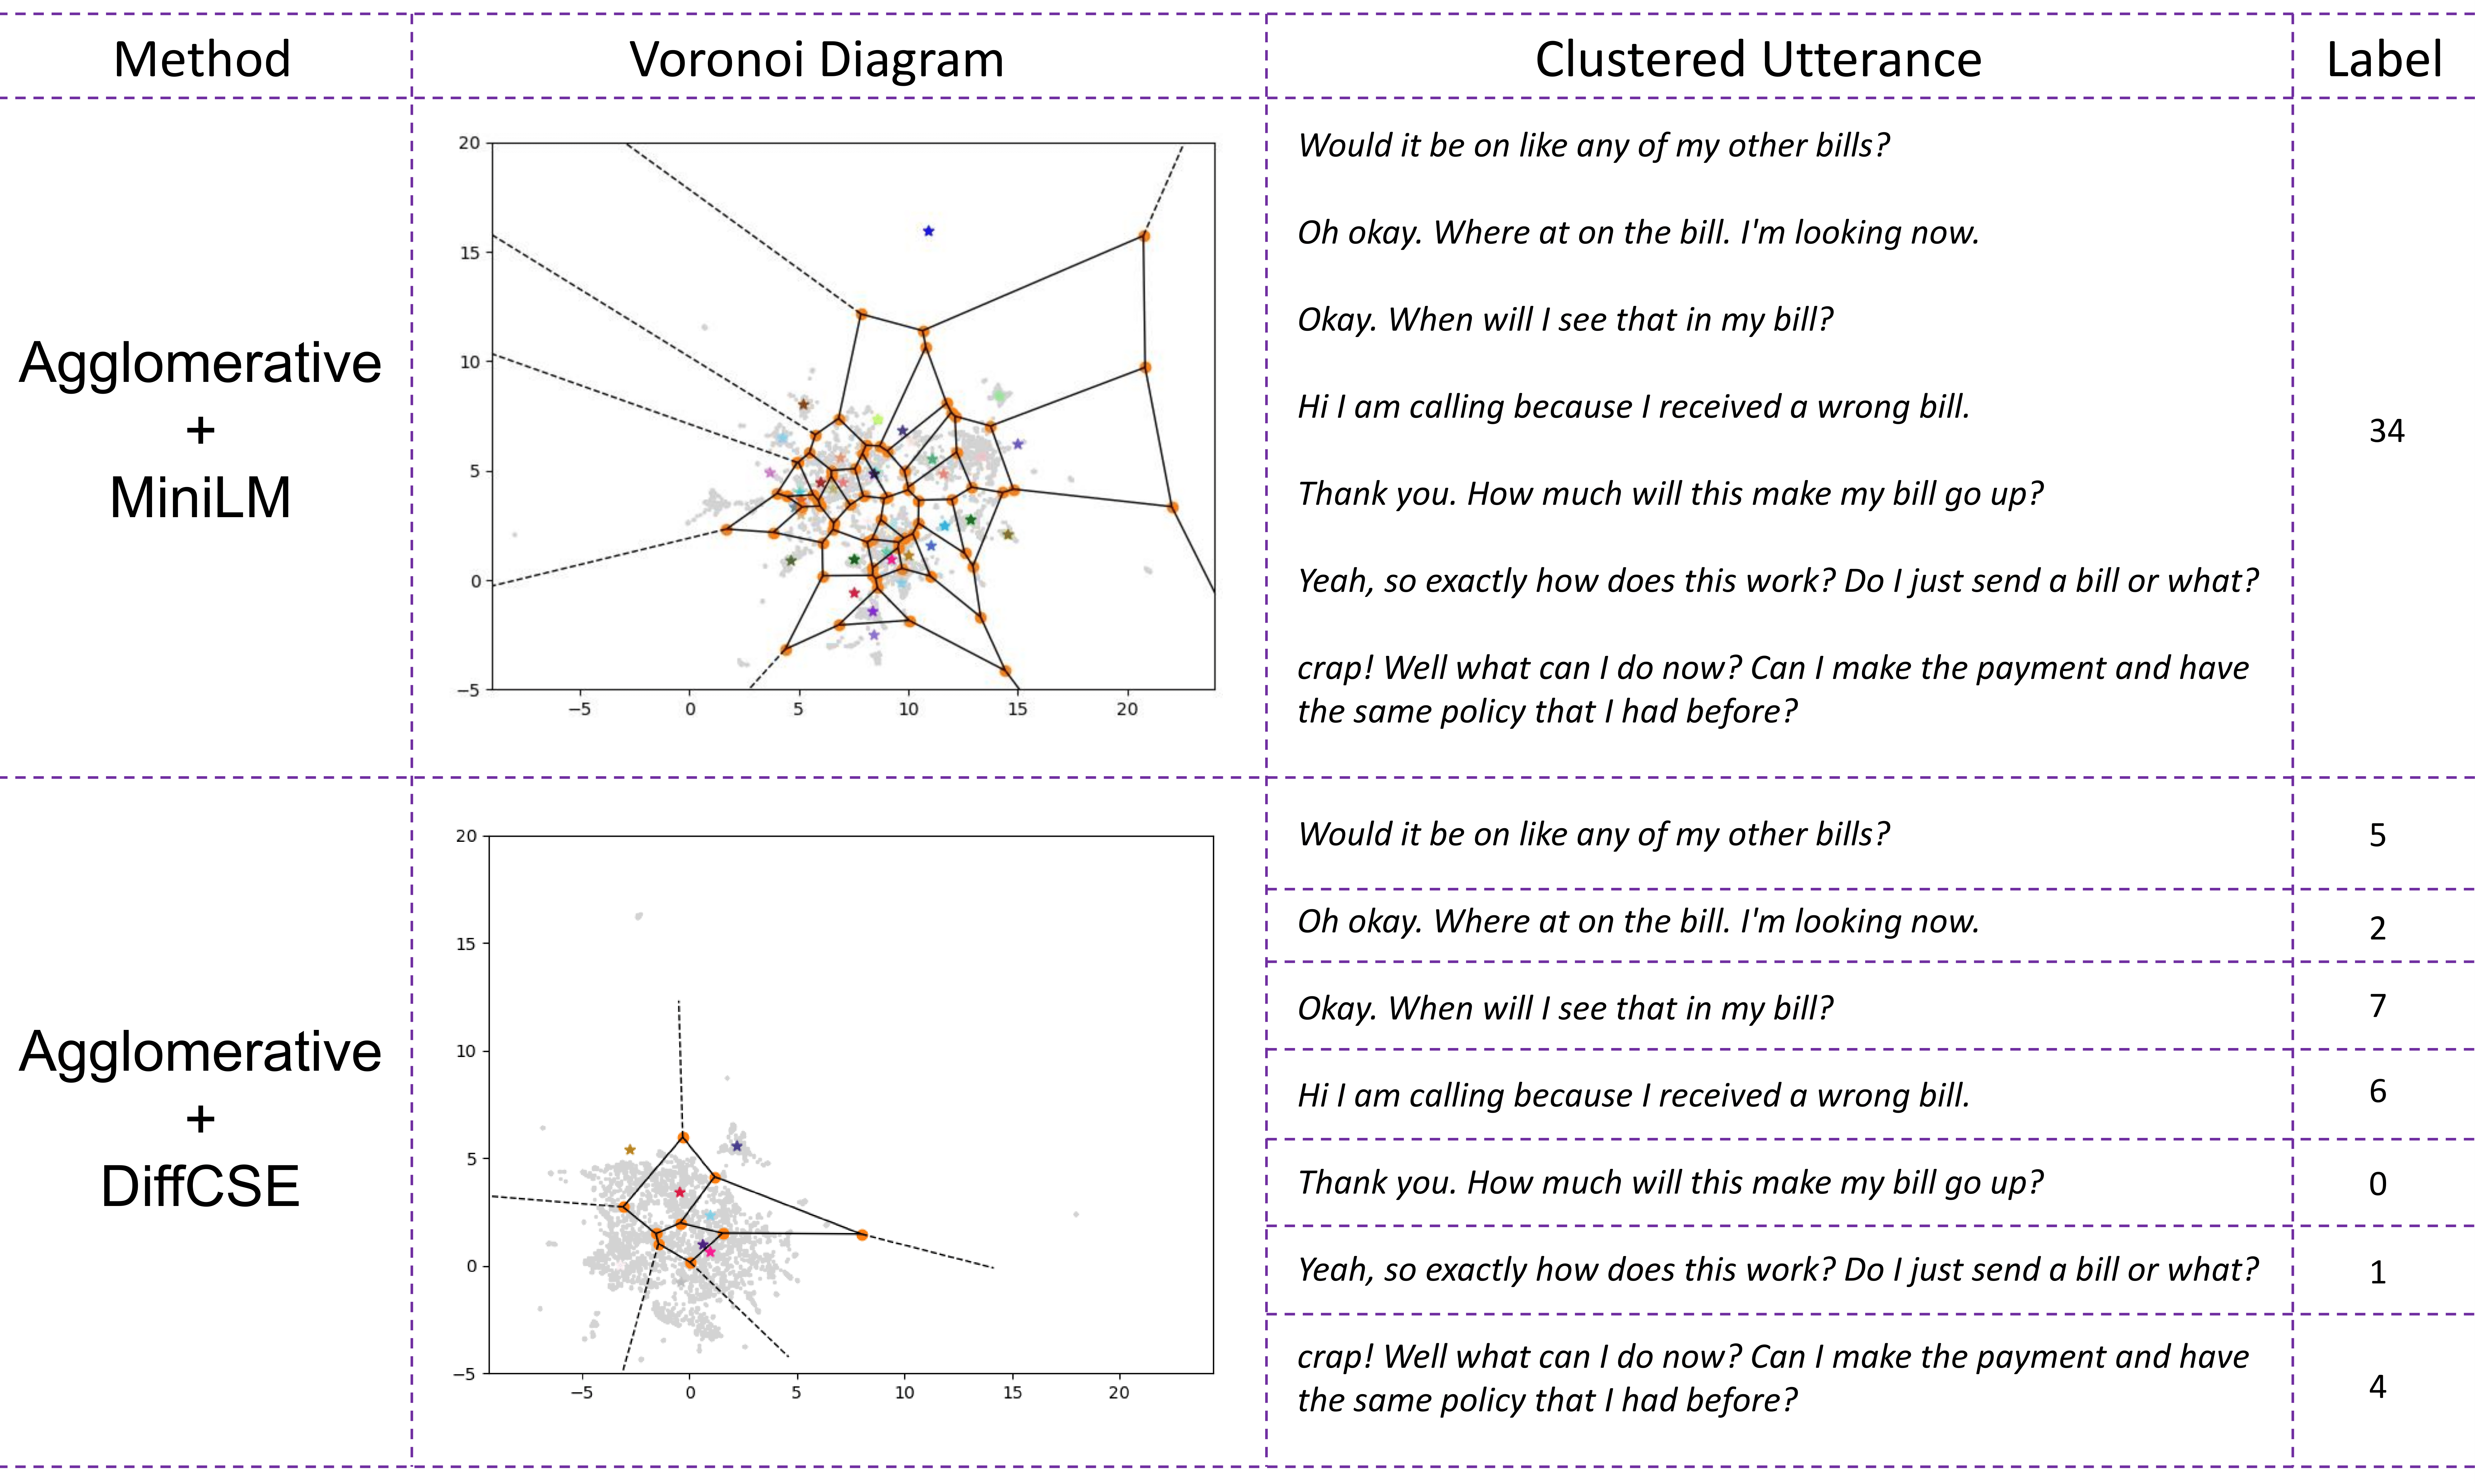 Method
Voronoi Diagram
Clustered Utterance
Label
Agglomerative
+
MiniLM
20
15
10
5
0
−5
−5
0
5
10
15
20
Would it be on like any of my other bills?
Oh okay. Where at on the bill. I'm looking now.
Okay. When will I see that in my bill?
Hi I am calling because I received a wrong bill.
Thank you. How much will this make my bill go up?
Yeah, so exactly how does this work? Do I just send a bill or what?
crap! Well what can I do now? Can I make the payment and have
the same policy that I had before?
34
Agglomerative
+
DiffCSE
20
15
10
5
0
−5
−5
0
5
10
15
20
Would it be on like any of my other bills?
5
Oh okay. Where at on the bill. I'm looking now.
2
Okay. When will I see that in my bill?
7
Hi I am calling because I received a wrong bill.
6
Thank you. How much will this make my bill go up?
0
Yeah, so exactly how does this work? Do I just send a bill or what?
1
crap! Well what can I do now? Can I make the payment and have
the same policy that I had before?
4